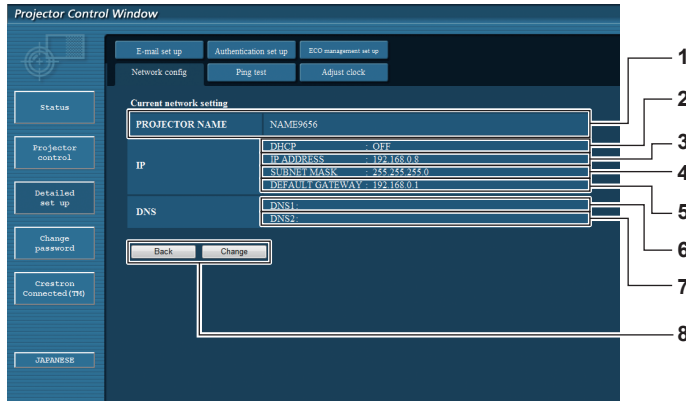 Projector Control Window
E-mail set up
Authentication set up
ECO management set up
Network config
Ping test
Adjust clock
Status
Projector
control
Detailed
set up
Change
password
Crestron
Connected(TM)
JAPANESE
Current network setting
PROJECTOR NAME NAME9656
IP
DHCP : OFF
IP ADDRESS : 192.168.0.8
SUBNET MASK : 255.255.255.0
DEFAULT GATEWAY : 192.168.0.1
DNS
DNS1:
DNS2:
Back
Change
1
2
3
4
5
6
7
8